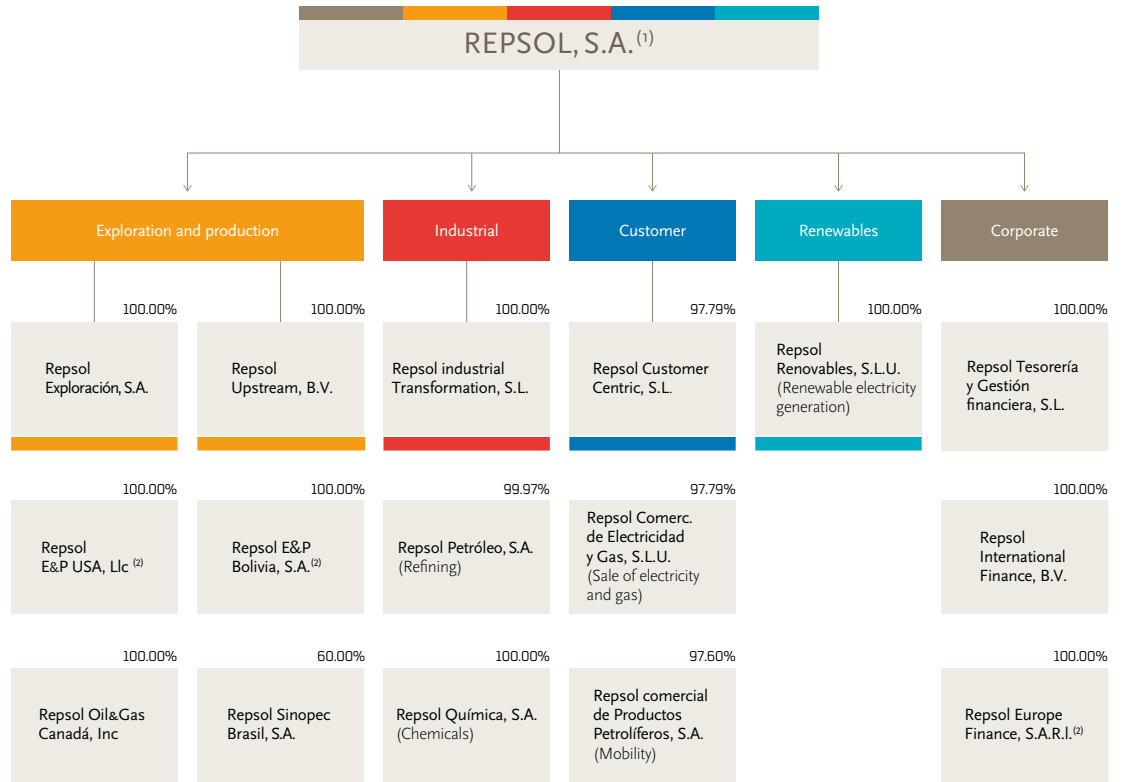 REPSOL, S.A.(1)
Exploration and production
Industrial
Customer
Renewables
Corporate
100.00%
100.00%
100.00%
97.79%
100.00%
100.00%
Repsol
Exploración, S.A.
Repsol
Upstream, B.V.
Repsol industrial
Transformation, S.L.
Repsol Customer
Centric, S.L.
Repsol
Renovables, S.L.U.
(Renewable electricity
generation)
Repsol Tesorería
y Gestión
financiera, S.L.
100.00%
100.00%
99.97%
97.79%
100.00%
Repsol
E&P USA, Llc (2)
Repsol E&P
Bolivia, S.A.(2)
Repsol Petróleo, S.A.
(Refining)
Repsol Comerc.
de Electricidad
y Gas, S.L.U.
(Sale of electricity
and gas)
Repsol
International
Finance, B.V.
100.00%
60.00%
100.00%
97.60%
100.00%
Repsol Oil&Gas
Canadá, Inc
Repsol Sinopec
Brasil, S.A.
Repsol Química, S.A.
(Chemicals)
Repsol comercial
de Productos
Petrolíferos, S.A.
(Mobility)
Repsol Europe
Finance, S.A.R.l.(2)